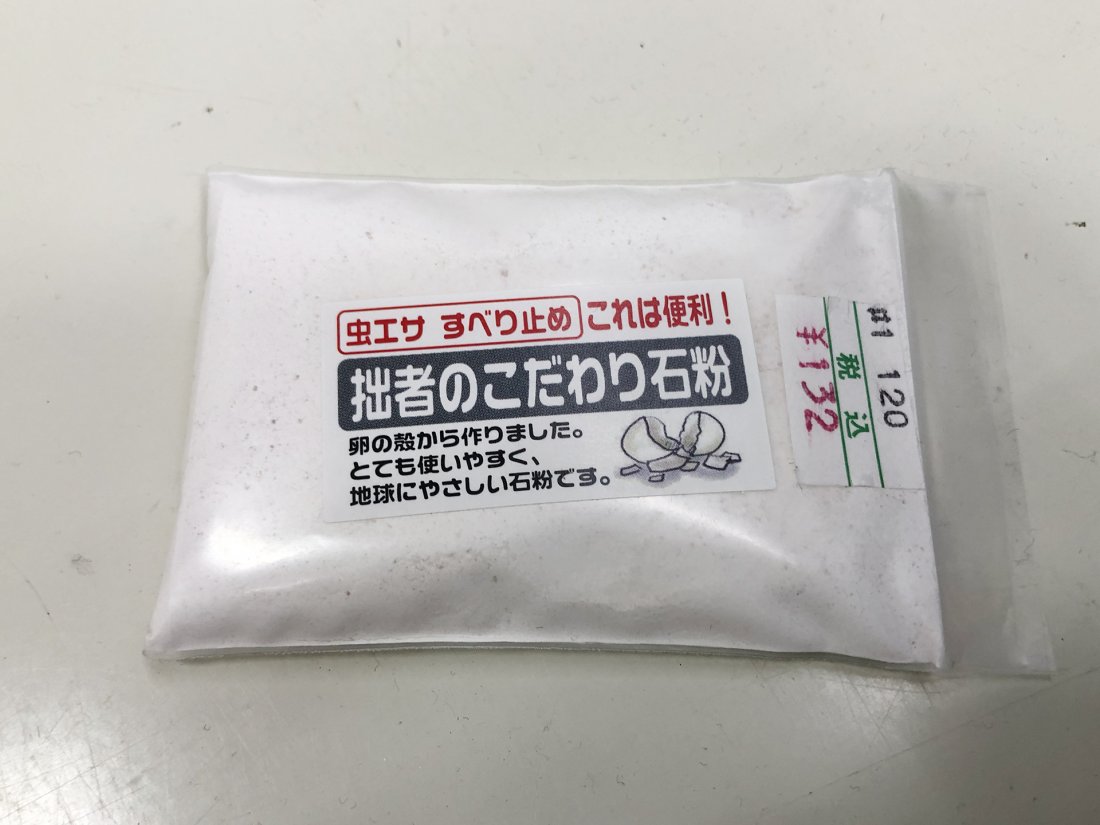 虫エサ すべり止め これは便利！
拙者のこだわり石粉
卵の殻から作りました。
とても使いやすく、
地球にやさしい石粉です。
120
税込
￥132